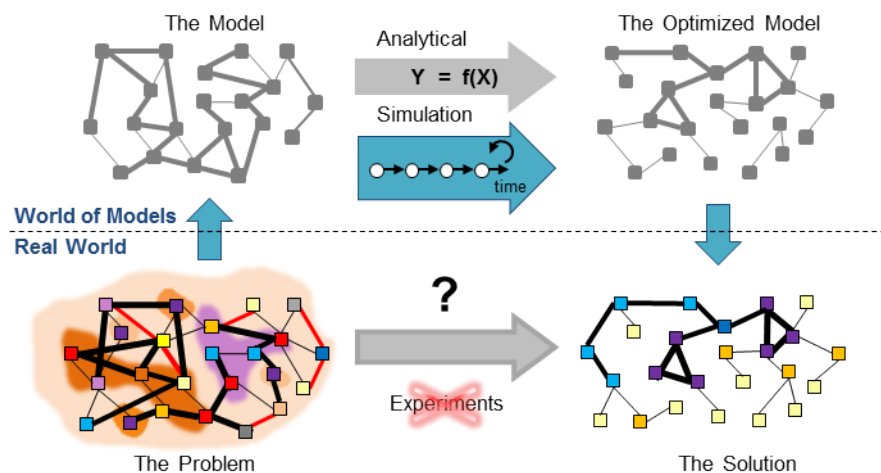 The Model
Analytical
The Optimized Model
Y = f(X)
Simulation
time
World of Models
Real World
?
Experiments
The Problem
The Solution